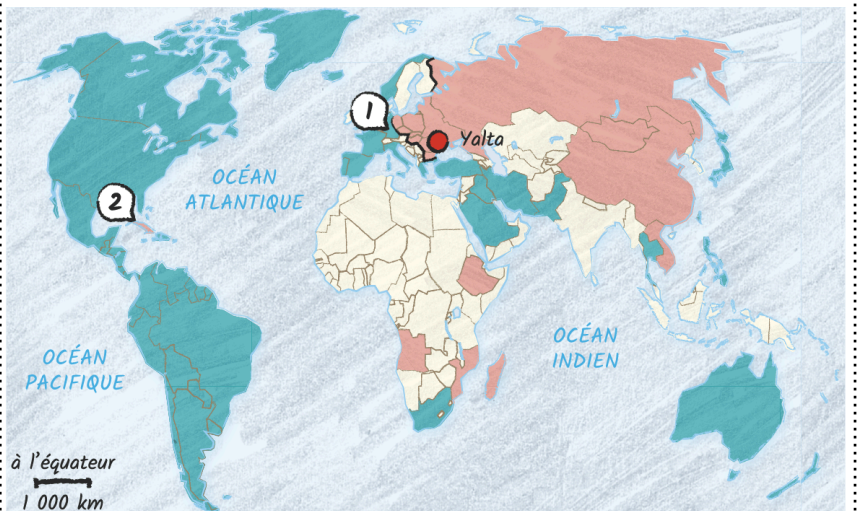 1
Yalta
OCÉAN
ATLANTIQUE
2
OCÉAN
PACIFIQUE
OCÉAN
INDIEN
à l'équateur
1 000 km